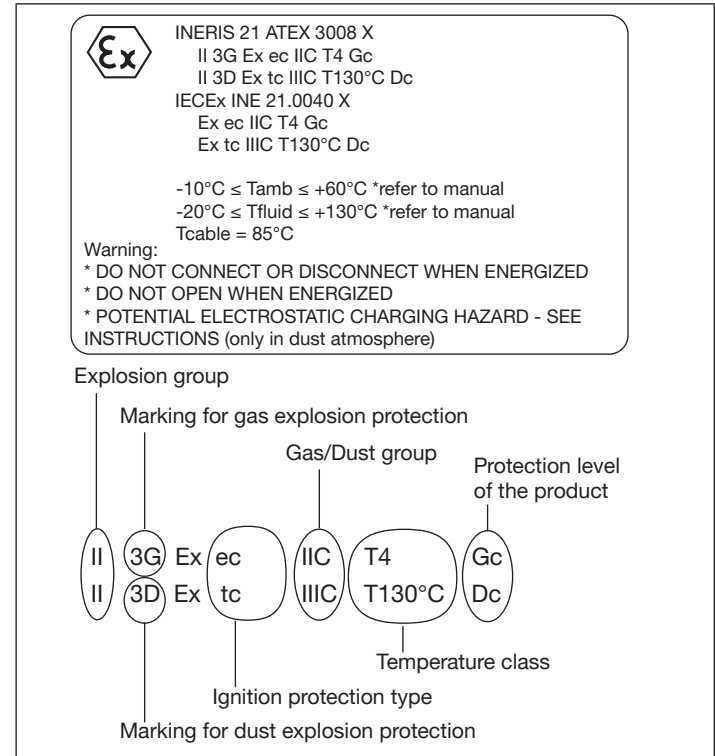 Ex
INERIS 21 ATEX 3008 X
II 3G Ex ec IIC T4 Gc
II 3D Ex tc IIIC T130°C Dc
IECEx INE 21.0040 X
Ex ec IIC T4 Gc
Ex tc IIIC T130°C Dc
-10°C ≤ Tamb ≤ +60°C *refer to manual
-20°C ≤ Tfluid ≤ +130°C *refer to manual
Tcable = 85°C
Warning:
* DO NOT CONNECT OR DISCONNECT WHEN ENERGIZED
* DO NOT OPEN WHEN ENERGIZED
* POTENTIAL ELECTROSTATIC CHARGING HAZARD - SEE
INSTRUCTIONS (only in dust atmosphere)
Explosion group
Marking for gas explosion protection
Gas/Dust group
Protection level
of the product
II 3G Ex ec IIC T4 Gc
II 3D Ex tc IIIC T130°C Dc
Temperature class
Ignition protection type
Marking for dust explosion protection